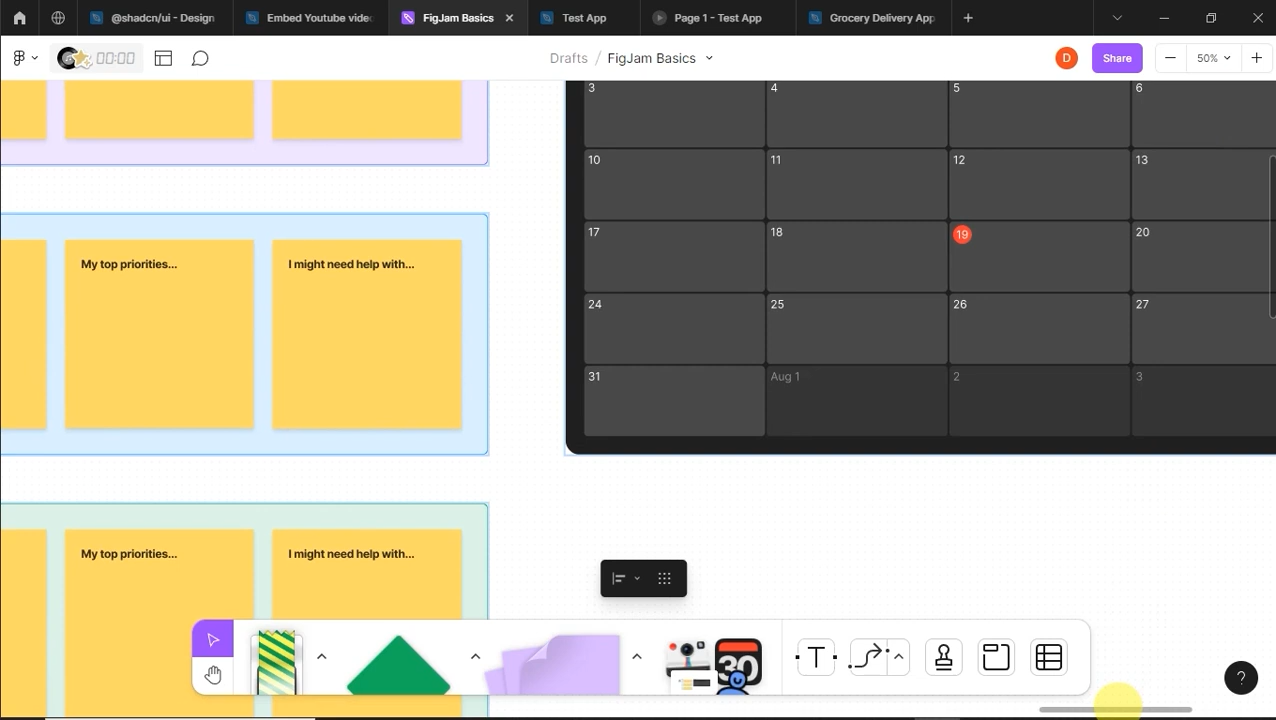 @shadcn/ui - Design
Embed Youtube video
FigJam Basics
Test App
Page 1 - Test App
Grocery Delivery App
00:00
Drafts / FigJam Basics
D
Share
50%
3 4 5 6
10 11 12 13
17 18 19 20
24 25 26 27
31 Aug 1 2 3
My top priorities...
I might need help with...
My top priorities...
I might need help with...
30
T
?